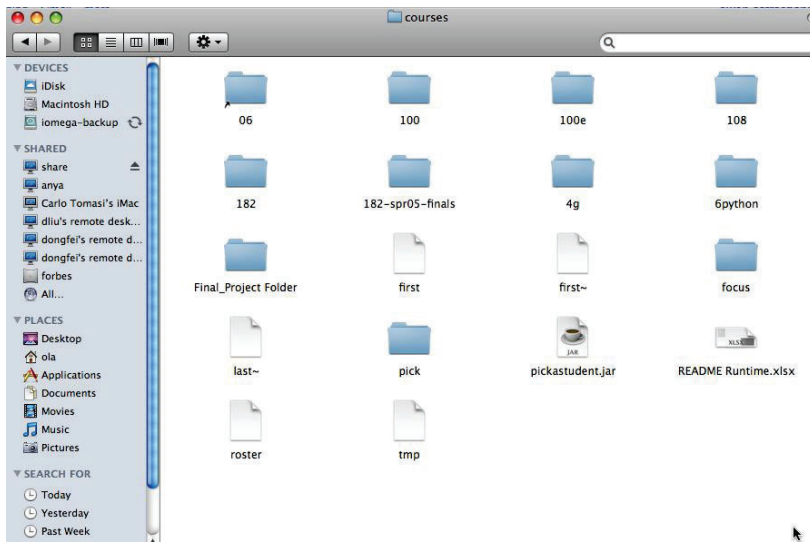 courses
DEVICES
iDisk
Macintosh HD
iomega-backup
SHARED
share
anya
Carlo Tomasi's iMac
dliu's remote desk...
dongfei's remote d...
dongfei's remote d...
forbes
All...
PLACES
Desktop
ola
Applications
Documents
Movies
Music
Pictures
SEARCH FOR
Today
Yesterday
Past Week
06 100 100e 108
182 182-spr05-finals 4g 6python
Final_Project Folder first first~ focus
JAR XLSX
last~ pick pickastudent.jar README Runtime.xlsx
roster tmp